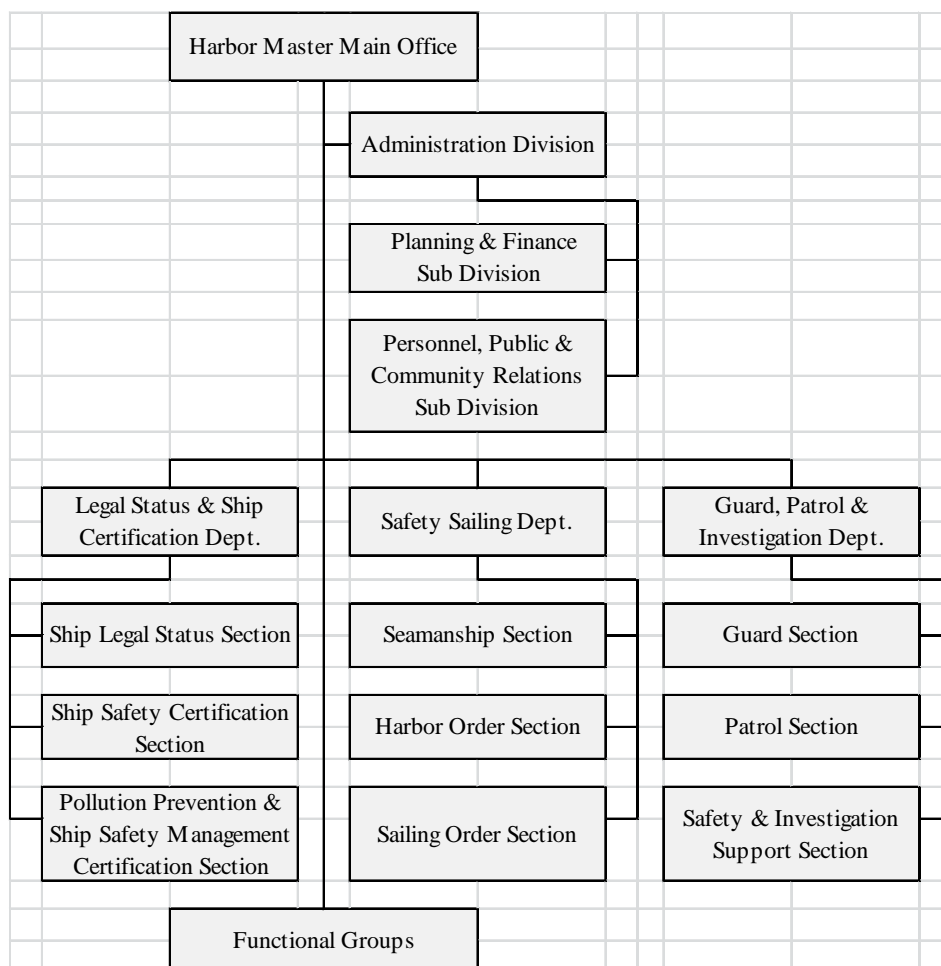 Harbor Master Main Office
Administration Division
Planning & Finance
Sub Division
Personnel, Public &
Community Relations
Sub Division
Legal Status & Ship
Certification Dept.
Safety Sailing Dept.
Guard, Patrol &
Investigation Dept.
Ship Legal Status Section
Seamanship Section
Guard Section
Ship Safety Certification
Section
Harbor Order Section
Patrol Section
Pollution Prevention &
Ship Safety Management
Certification Section
Sailing Order Section
Safety & Investigation
Support Section
Functional Groups